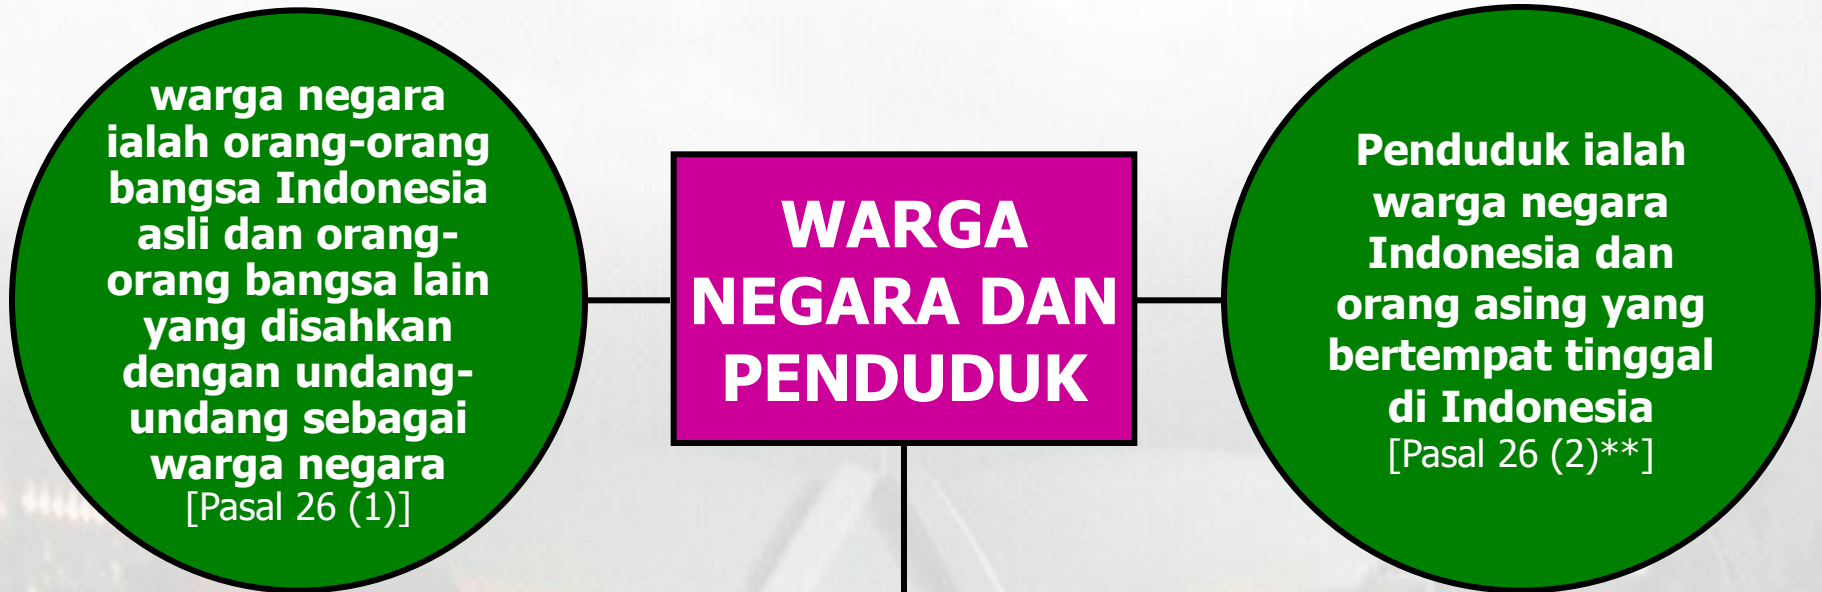 warga negara
ialah orang-orang
bangsa Indonesia
asli dan orang-
orang bangsa lain
yang disahkan
dengan undang-
undang sebagai
warga negara
[Pasal 26 (1)]
WARGA
NEGARA DAN
PENDUDUK
Penduduk ialah
warga negara
Indonesia dan
orang asing yang
bertempat tinggal
di Indonesia
[Pasal 26 (2)**]